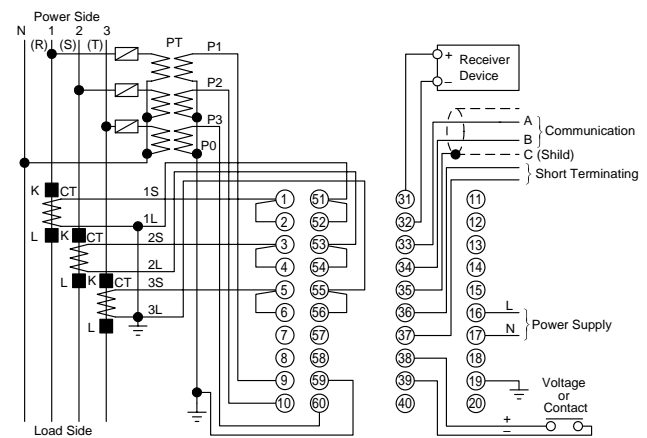 Power Side
N 1 2 3
(R) (S) (T)
PT
P1
P2
P3
P0
K CT
L
K CT
L
K CT
L
1S
1L
2S
2L
3S
3L
1 51
2 52
3 53
4 54
5 55
6 56
7 57
8 58
9 59
10 60
Load Side
+ Receiver
– Device
A
B
Communication
C (Shild)
Short Terminating
31 11
32 12
33 13
34 14
35 15
36 16
37 17
38 18
39 19
40 20
L
N
Power Supply
Voltage
or
Contact
+
–